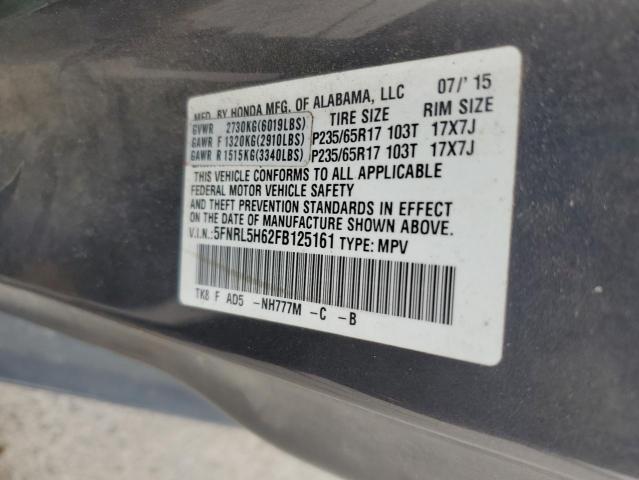 MFD. BY HONDA MFG. OF ALABAMA, LLC 07/' 15
TIRE SIZE RIM SIZE
GVWR 2730KG(6019LBS)
GAWR F 1320KG(2910LBS) P235/65R17 103T 17X7J
GAWR R 1515KG(3340LBS) P235/65R17 103T 17X7J
THIS VEHICLE CONFORMS TO ALL APPLICABLE
FEDERAL MOTOR VEHICLE SAFETY
AND THEFT PREVENTION STANDARDS IN EFFECT
ON THE DATE OF MANUFACTURE SHOWN ABOVE.
V.I.N.: 5FNRL5H62FB125161 TYPE: MPV
TK8 F AD5 -NH777M -C -B